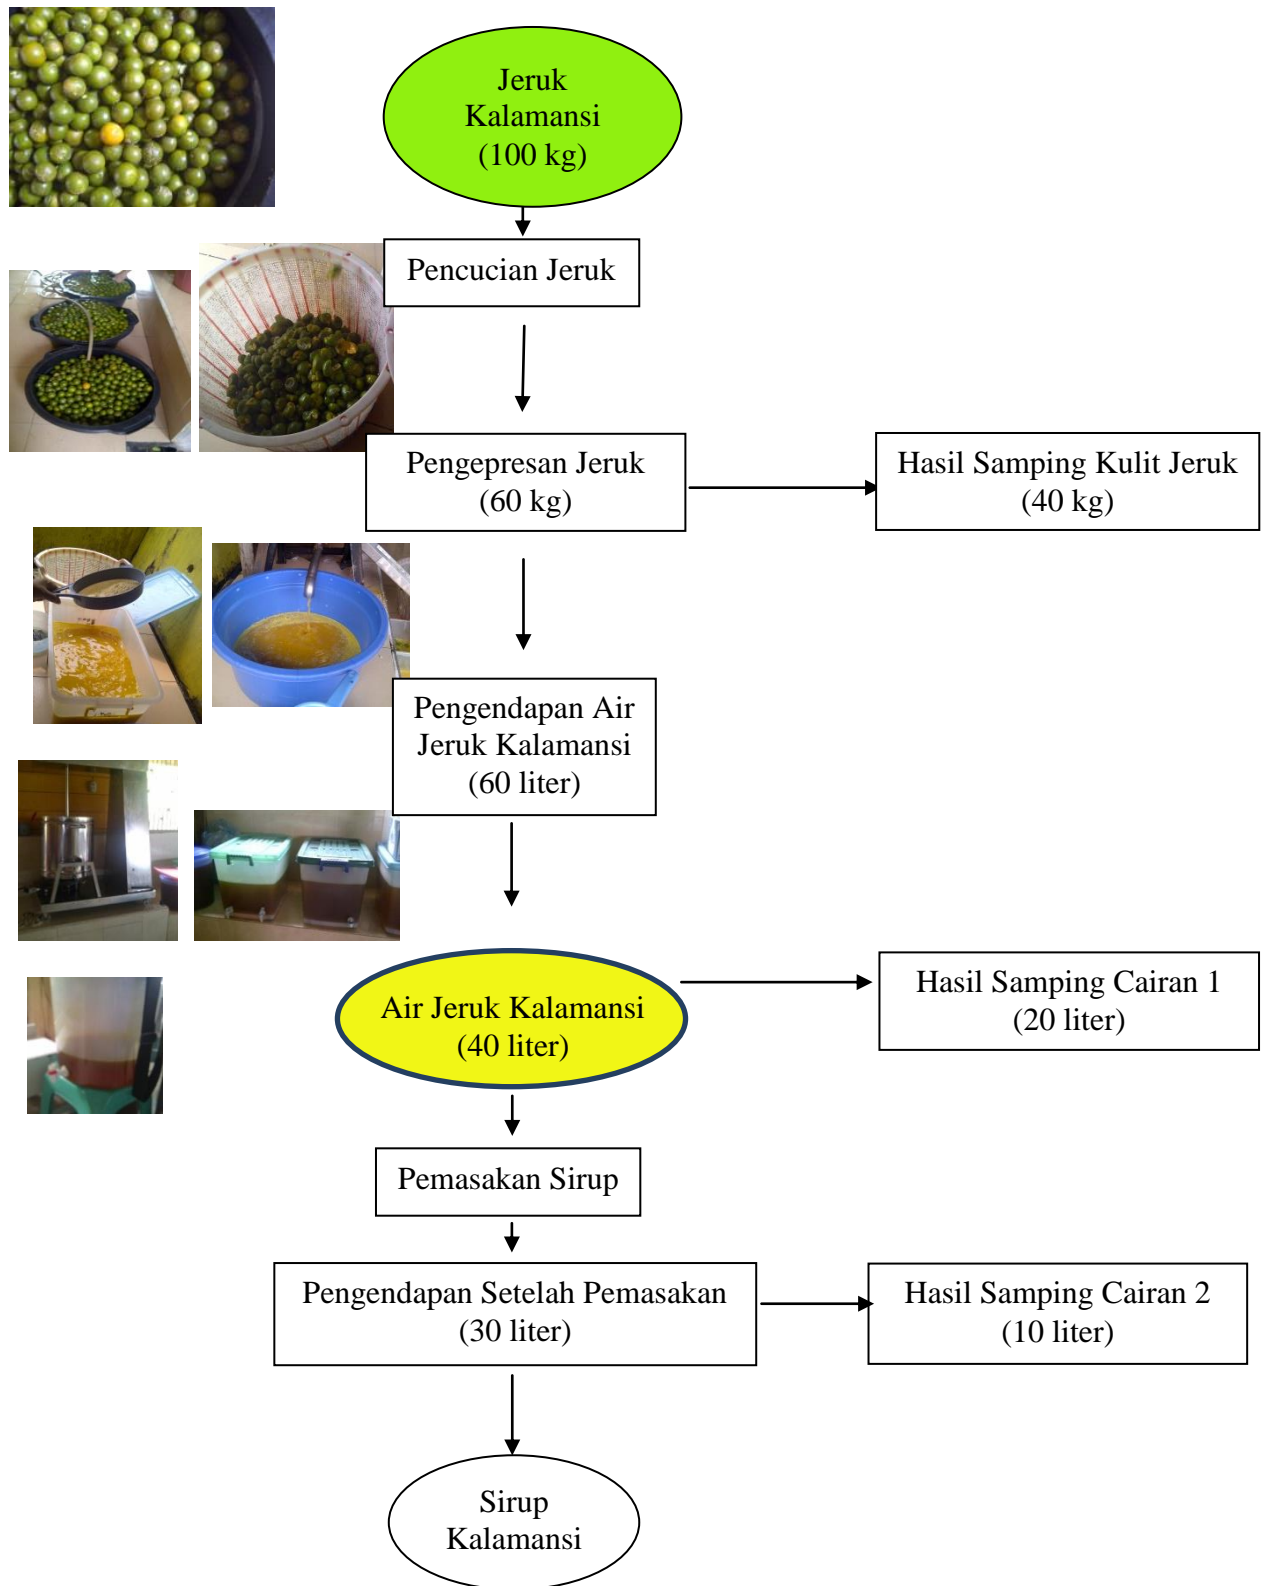 Jeruk
Kalamansi
(100 kg)
Pencucian Jeruk
Pengepresan Jeruk
(60 kg)
Hasil Samping Kulit Jeruk
(40 kg)
Pengendapan Air
Jeruk Kalamansi
(60 liter)
Air Jeruk Kalamansi
(40 liter)
Hasil Samping Cairan 1
(20 liter)
Pemasakan Sirup
Pengendapan Setelah Pemasakan
(30 liter)
Hasil Samping Cairan 2
(10 liter)
Sirup
Kalamansi